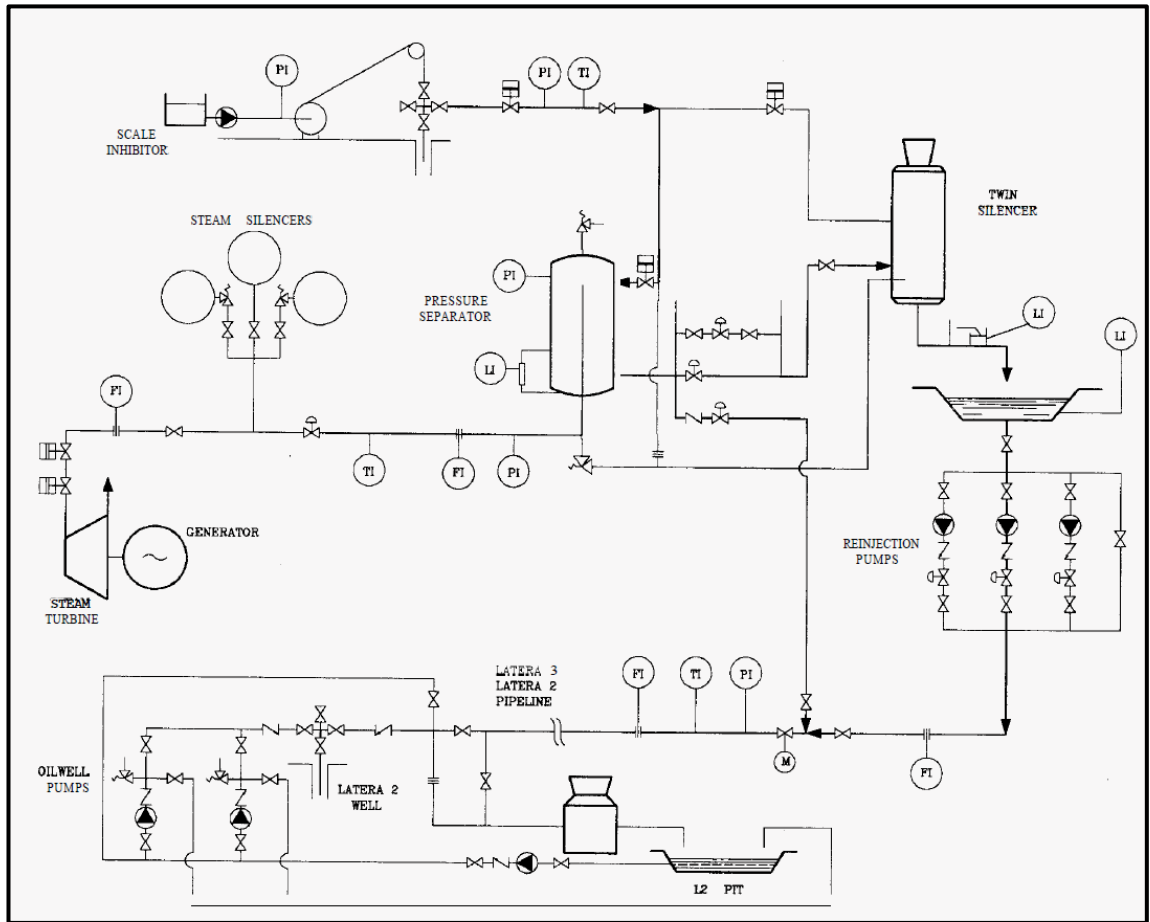 PI
PI
TI
SCALE
INHIBITOR
TWIN
SILENCER
STEAM SILENCERS
PI
PRESSURE
SEPARATOR
LI
LI
LI
FI
TI
FI
PI
GENERATOR
REINJECTION
PUMPS
STEAM
TURBINE
LATERA 3
LATERA 2
PIPELINE
FI
TI
PI
M
FI
OILWELL
PUMPS
LATERA 2
WELL
L2 PIT